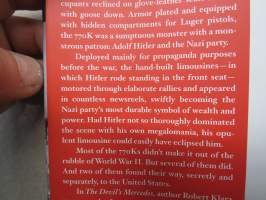 cupants reclined on glove-leather seats
with goose down. Armor plated and equipped
with hidden compartments for Luger pistols,
the 770K was a sumptuous monster with a mon-
strous patron: Adolf Hitler and the Nazi party.
Deployed mainly for propaganda purposes
before the war, the hand-built limousines—in
which Hitler rode standing in the front seat—
motored through elaborate rallies and appeared
in countless newsreels, swiftly becoming the
Nazi party's most durable symbol of wealth and
power. Had Hitler not so thoroughly dominated
the scene with his own megalomania, his opu-
lent limousine could easily have eclipsed him.
Most of the 770Ks didn't make it out of the
rubble of World War II. But several of them did.
And two of them found their way, secretly and
separately, to the United States.
In The Devil's Mercedes, author Robert Klara